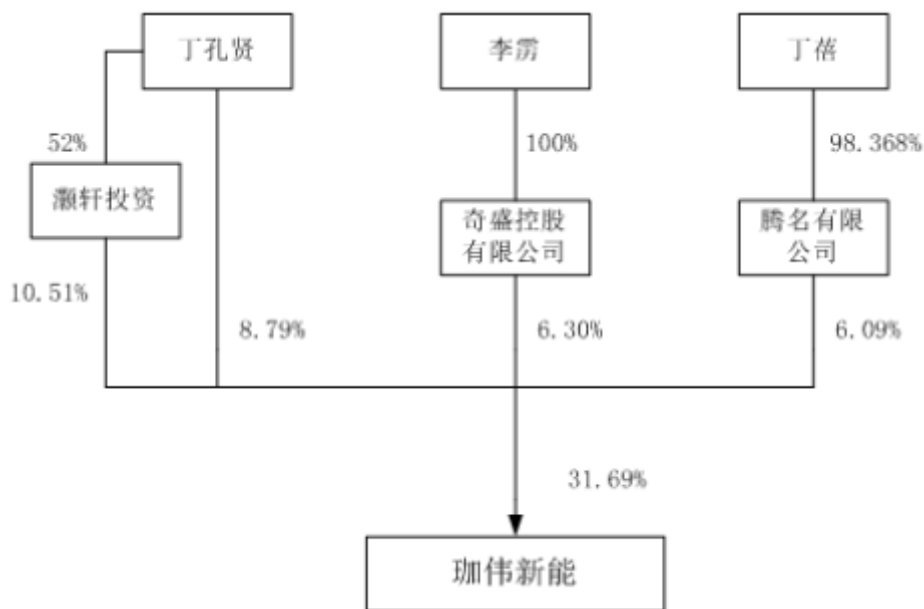 丁孔贤
李雳
丁蓓
52%
100%
98.368%
灏轩投资
奇盛控股
有限公司
腾名有限
公司
10.51%
8.79%
6.30%
6.09%
31.69%
珈伟新能